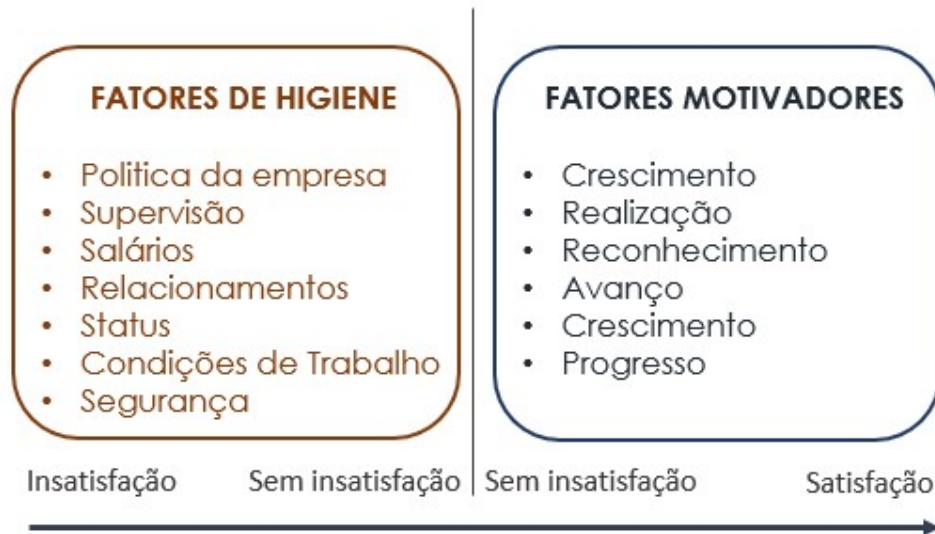 FATORES DE HIGIENE
• Politica da empresa
• Supervisão
• Salários
• Relacionamentos
• Status
• Condições de Trabalho
• Segurança
FATORES MOTIVADORES
• Crescimento
• Realização
• Reconhecimento
• Avanço
• Crescimento
• Progresso
Insatisfação
Sem insatisfação
Sem insatisfação
Satisfação